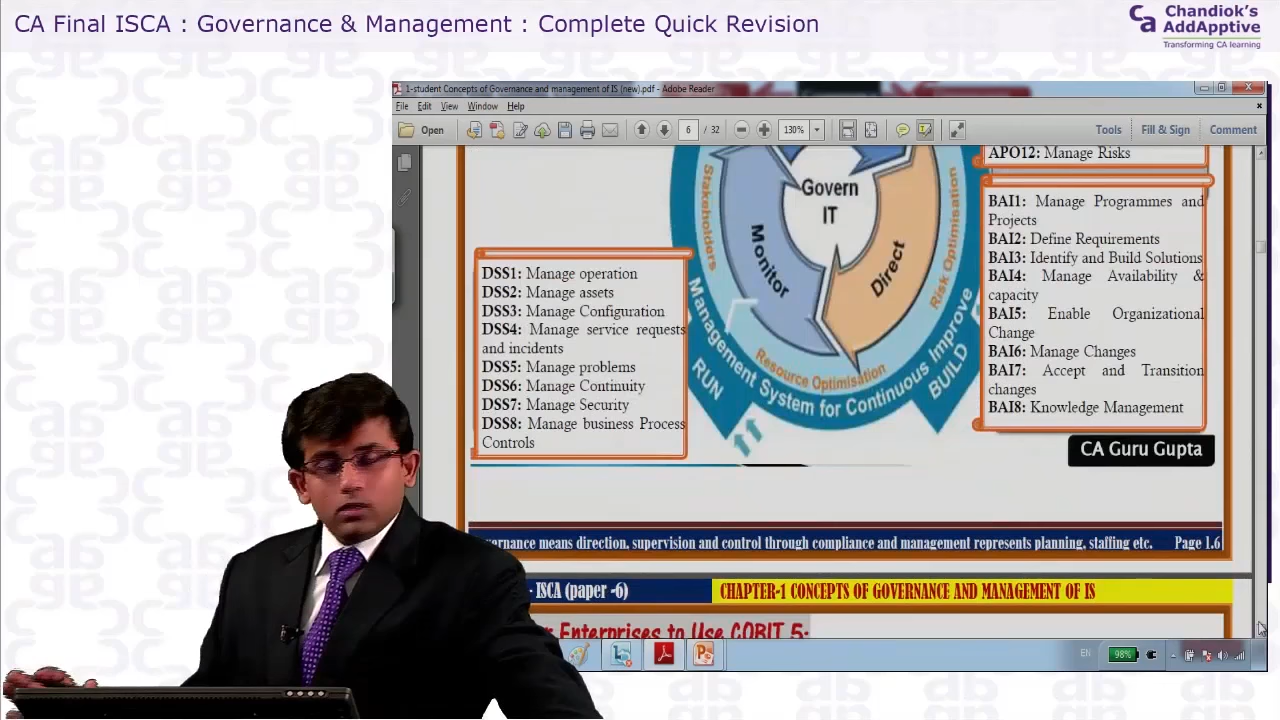 CA Final ISCA : Governance & Management : Complete Quick Revision
Chandiok's
AddApptive
Transforming CA learning
1-student Concepts of Governance and management of IS (new).pdf - Adobe Reader
File Edit View Window Help
Open 6 / 32 130% Tools Fill & Sign Comment
APO12: Manage Risks
BAI1: Manage Programmes and
Projects
BAI2: Define Requirements
BAI3: Identify and Build Solutions
BAI4: Manage Availability &
capacity
BAI5: Enable Organizational
Change
BAI6: Manage Changes
BAI7: Accept and Transition
changes
BAI8: Knowledge Management
Govern
IT
Monitor
Direct
Stakeholders
Risk Optimisation
Resource Optimisation
Management System for Continuous Improve
RUN
BUILD
DSS1: Manage operation
DSS2: Manage assets
DSS3: Manage Configuration
DSS4: Manage service requests
and incidents
DSS5: Manage problems
DSS6: Manage Continuity
DSS7: Manage Security
DSS8: Manage business Process
Controls
CA Guru Gupta
ernance means direction, supervision and control through compliance and management represents planning, staffing etc. Page 1.6
- ISCA (paper -6) CHAPTER-1 CONCEPTS OF GOVERNANCE AND MANAGEMENT OF IS
Enterprises to Use COBIT 5:
EN 98%